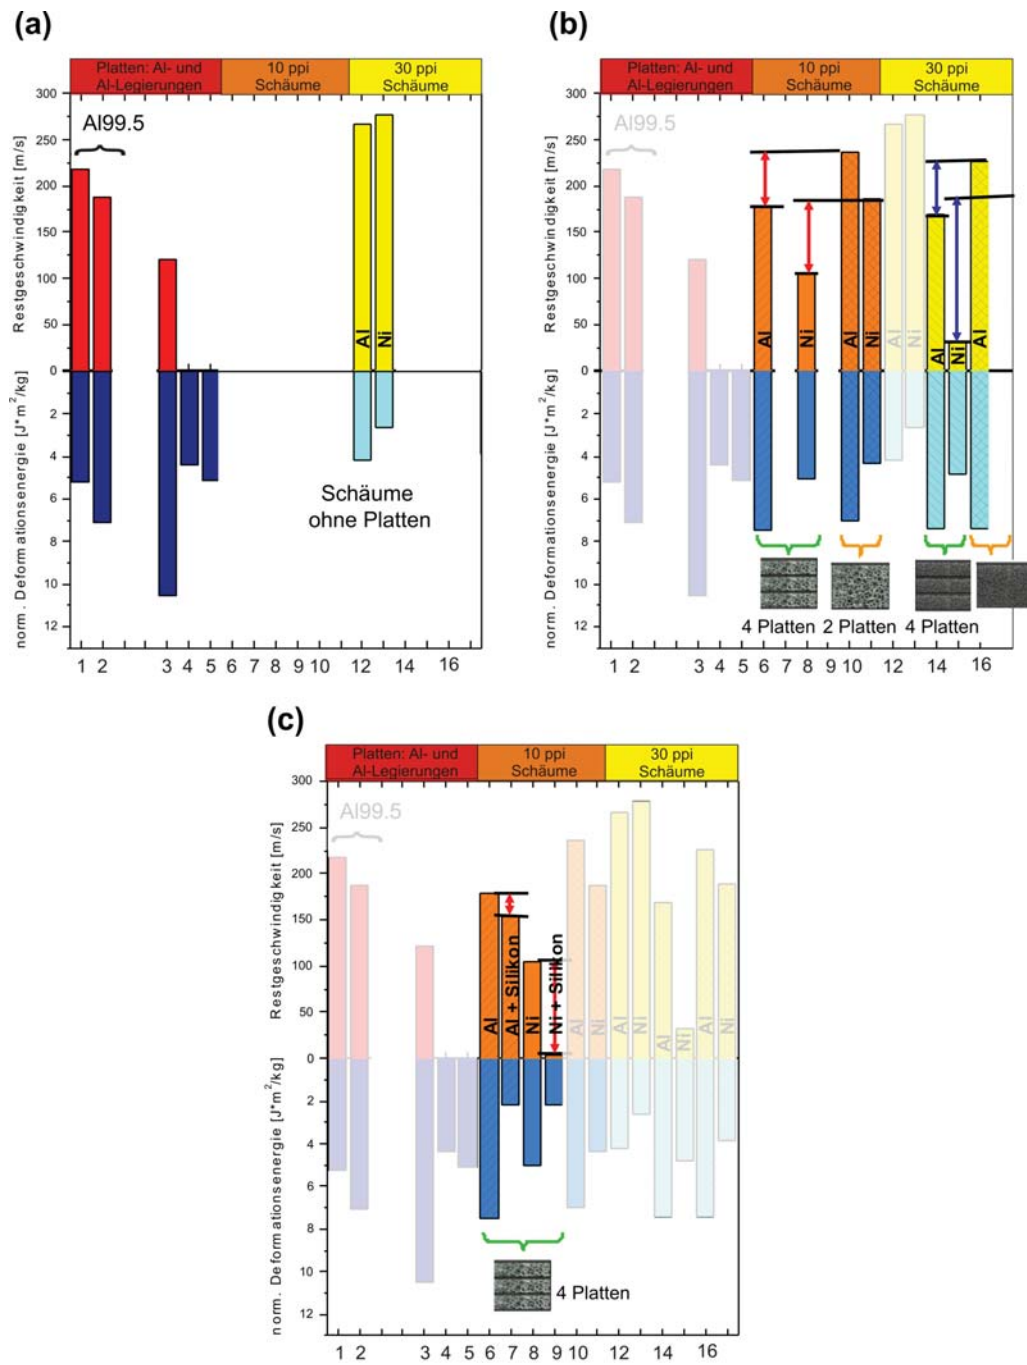 (a)
Platten: Al- und
Al-Legierungen
10 ppi
Schäume
30 ppi
Schäume
Restgeschwindigkeit [m/s]
norm. Deformationsenergie [J*m²/kg]
300
250
200
150
100
50
0
2
4
6
8
10
12
Al99.5
Al
Ni
Schäume
ohne Platten
1 2 3 4 5 6 7 8 9 10 12 14 16
(b)
Platten: Al- und
Al-Legierungen
10 ppi
Schäume
30 ppi
Schäume
Restgeschwindigkeit [m/s]
norm. Deformationsenergie [J*m²/kg]
300
250
200
150
100
50
0
2
4
6
8
10
12
Al99.5
Al
Ni
Al
Ni
Al
Ni
Al
Ni
Al
4 Platten 2 Platten 4 Platten
1 2 3 4 5 6 7 8 9 10 12 14 16
(c)
Platten: Al- und
Al-Legierungen
10 ppi
Schäume
30 ppi
Schäume
Restgeschwindigkeit [m/s]
norm. Deformationsenergie [J*m²/kg]
300
250
200
150
100
50
0
2
4
6
8
10
12
Al99.5
Al
Al + Silikon
Ni
Ni + Silikon
Al
Ni
Al
Ni
Al
Ni
Al
Ni
4 Platten
1 2 3 4 5 6 7 8 9 10 12 14 16